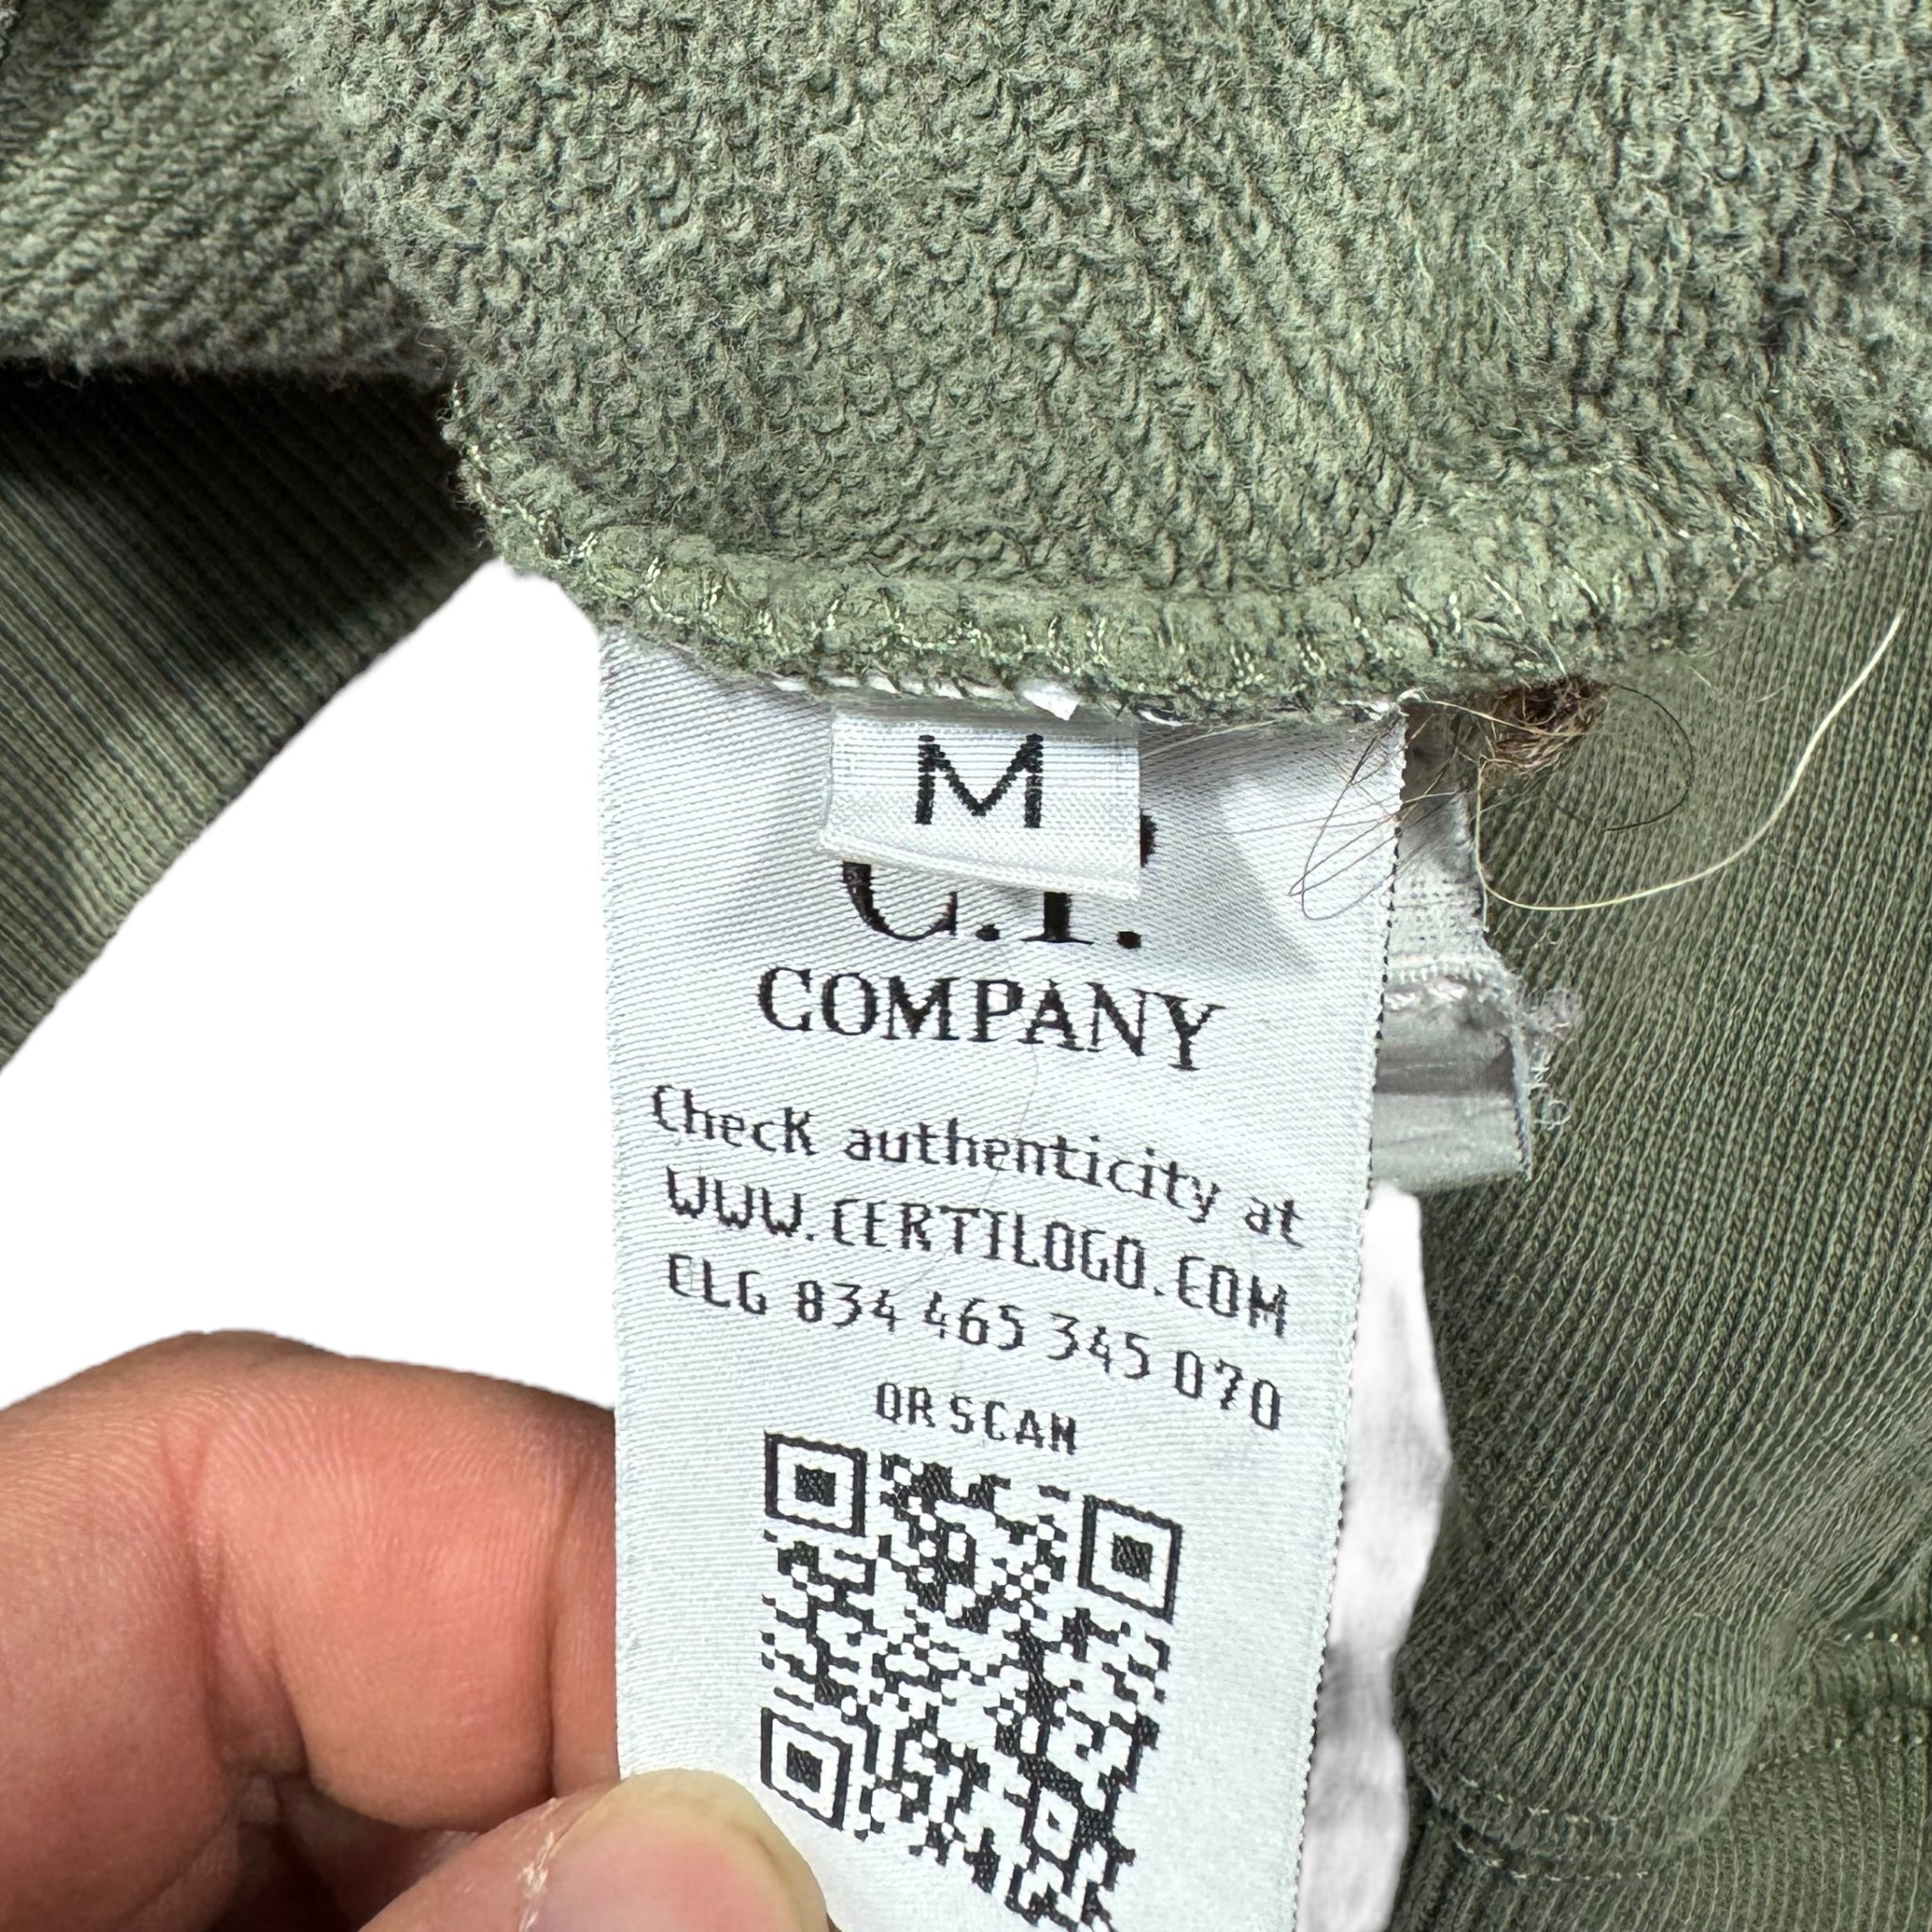 M
C.P.
COMPANY
Check authenticity at
WWW.CERTILOGO.COM
CLG 834 465 345 070
OR SCAN